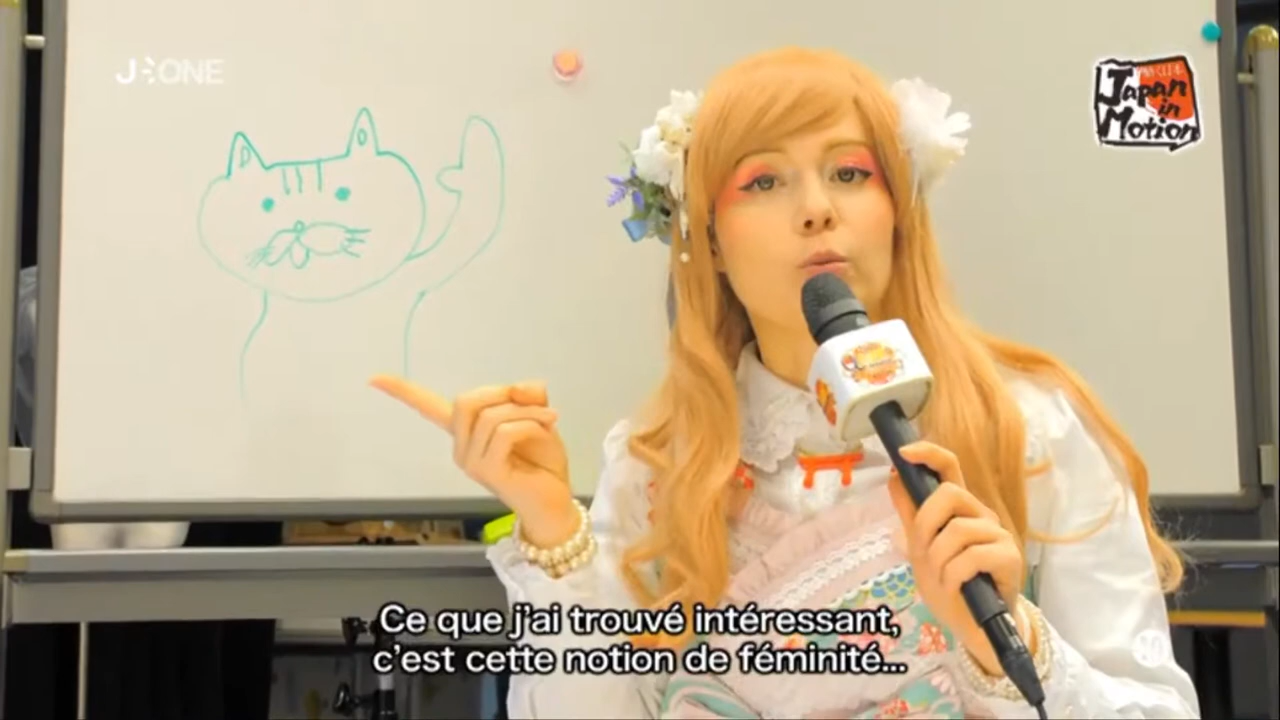 J:ONE
Japan
in
Motion
Ce que j'ai trouvé intéressant,
c'est cette notion de féminité...